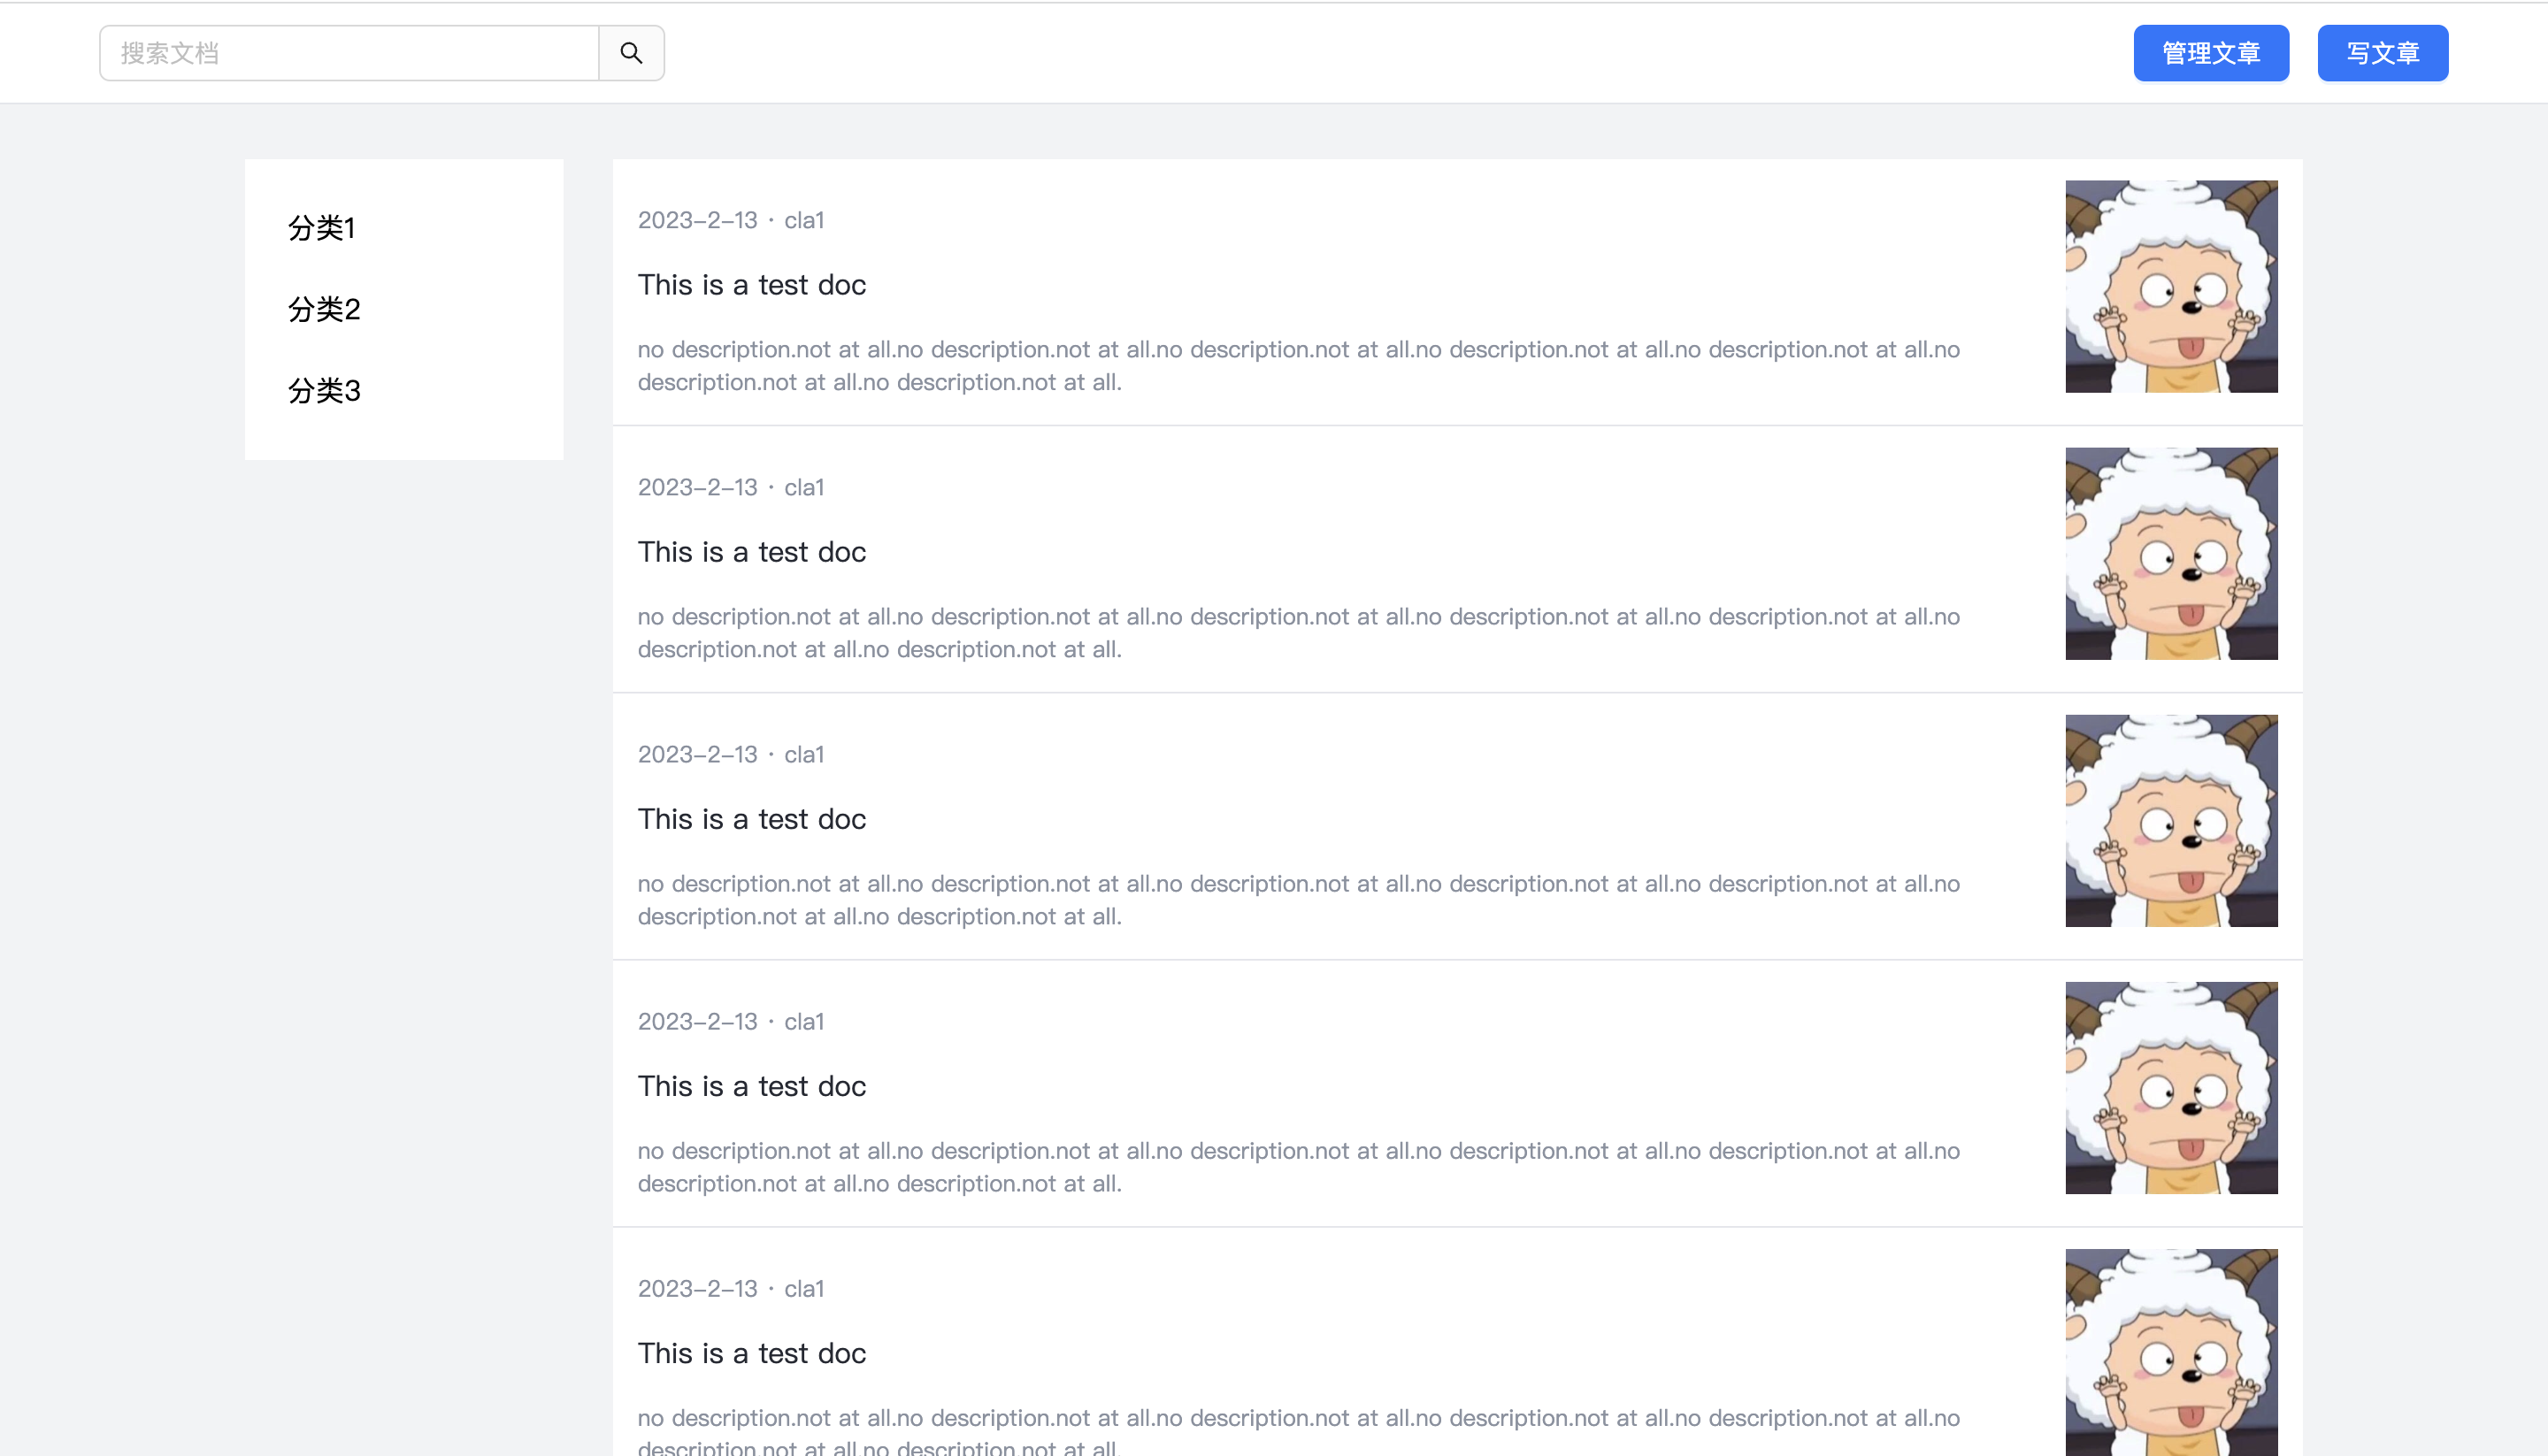 搜索文档
管理文章
写文章
分类1
分类2
分类3
2023-2-13 · cla1
This is a test doc
no description.not at all.no description.not at all.no description.not at all.no description.not at all.no description.not at all.no
description.not at all.no description.not at all.
2023-2-13 · cla1
This is a test doc
no description.not at all.no description.not at all.no description.not at all.no description.not at all.no description.not at all.no
description.not at all.no description.not at all.
2023-2-13 · cla1
This is a test doc
no description.not at all.no description.not at all.no description.not at all.no description.not at all.no description.not at all.no
description.not at all.no description.not at all.
2023-2-13 · cla1
This is a test doc
no description.not at all.no description.not at all.no description.not at all.no description.not at all.no description.not at all.no
description.not at all.no description.not at all.
2023-2-13 · cla1
This is a test doc
no description.not at all.no description.not at all.no description.not at all.no description.not at all.no description.not at all.no
description.not at all.no description.not at all.